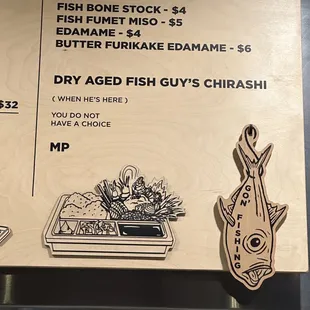 FISH BONE STOCK - $4
FISH FUMET MISO - $5
EDAMAME - $4
BUTTER FURIKAKE EDAMAME - $6
DRY AGED FISH GUY'S CHIRASHI
( WHEN HE'S HERE )
$32
YOU DO NOT
HAVE A CHOICE
MP
GON' FISHING